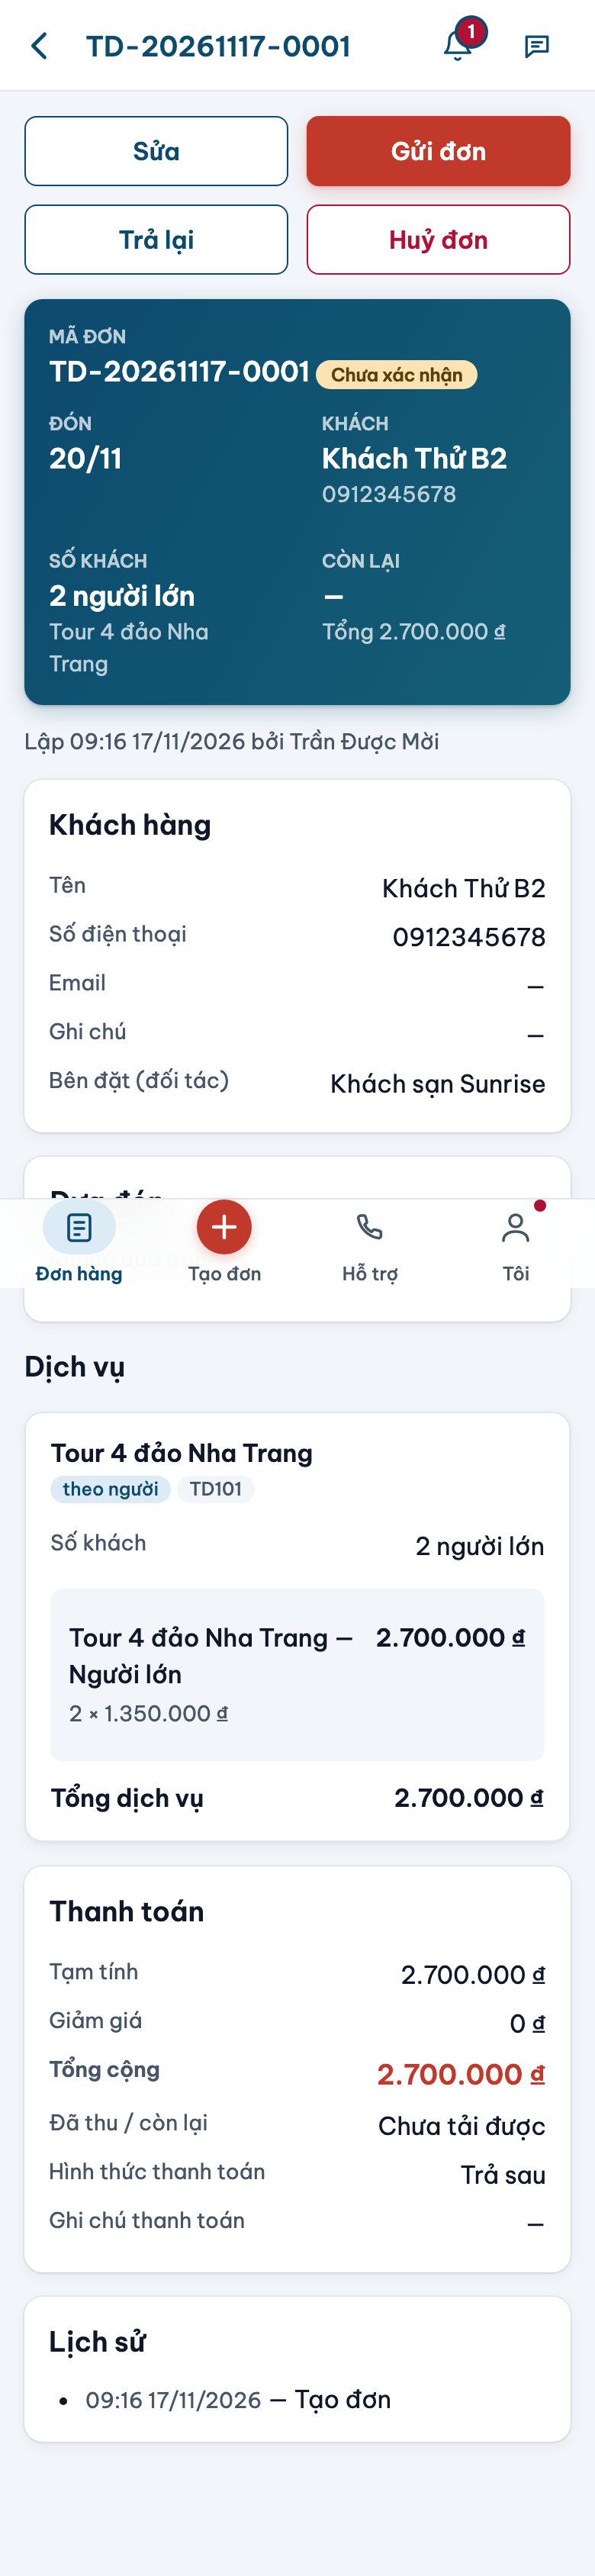 TD-20261117-0001
1
Sửa
Gửi đơn
Trả lại
Huỷ đơn
MÃ ĐƠN
TD-20261117-0001 Chưa xác nhận
ĐÓN
KHÁCH
20/11
Khách Thử B2
0912345678
SỐ KHÁCH
CÒN LẠI
2 người lớn
—
Tour 4 đảo Nha
Trang
Tổng 2.700.000 ₫
Lập 09:16 17/11/2026 bởi Trần Được Mời
Khách hàng
Tên Khách Thử B2
Số điện thoại 0912345678
Email —
Ghi chú —
Bên đặt (đối tác) Khách sạn Sunrise
Đơn hàng
Tạo đơn
Hỗ trợ
Tôi
Dịch vụ
Tour 4 đảo Nha Trang
theo người TD101
Số khách 2 người lớn
Tour 4 đảo Nha Trang — 2.700.000 ₫
Người lớn
2 × 1.350.000 ₫
Tổng dịch vụ 2.700.000 ₫
Thanh toán
Tạm tính 2.700.000 ₫
Giảm giá 0 ₫
Tổng cộng 2.700.000 ₫
Đã thu / còn lại Chưa tải được
Hình thức thanh toán Trả sau
Ghi chú thanh toán —
Lịch sử
• 09:16 17/11/2026 — Tạo đơn